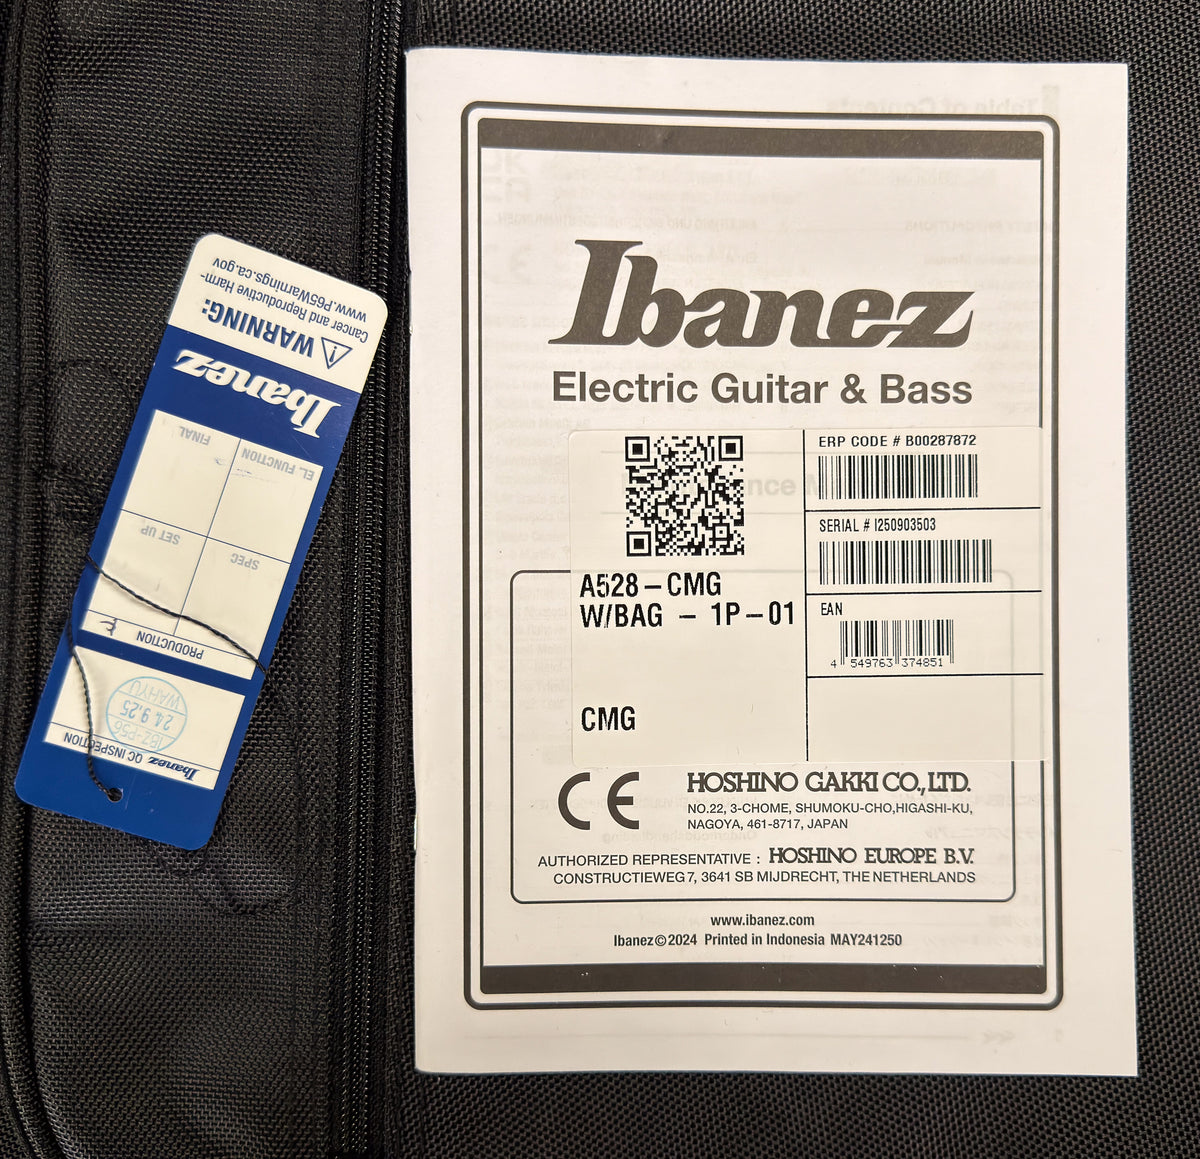 Ibanez
Electric Guitar & Bass
ERP CODE # B00287872
SERIAL # I250903503
A528-CMG
W/BAG - 1P-01
EAN
4 549763 374851
CMG
CE
HOSHINO GAKKI CO., LTD.
NO.22, 3-CHOME, SHUMOKU-CHO,HIGASHI-KU,
NAGOYA, 461-8717, JAPAN
AUTHORIZED REPRESENTATIVE : HOSHINO EUROPE B.V.
CONSTRUCTIEWEG 7, 3641 SB MIJDRECHT, THE NETHERLANDS
www.ibanez.com
Ibanez©2024 Printed in Indonesia MAY241250
Ibanez
QC INSPECTION
IBZ-P56
24.9.25
WAHYU
PRODUCTION
SPEC
SET UP
EL. FUNCTION
FINAL
Ibanez
WARNING:
Cancer and Reproductive Harm-
www.P65Warnings.ca.gov